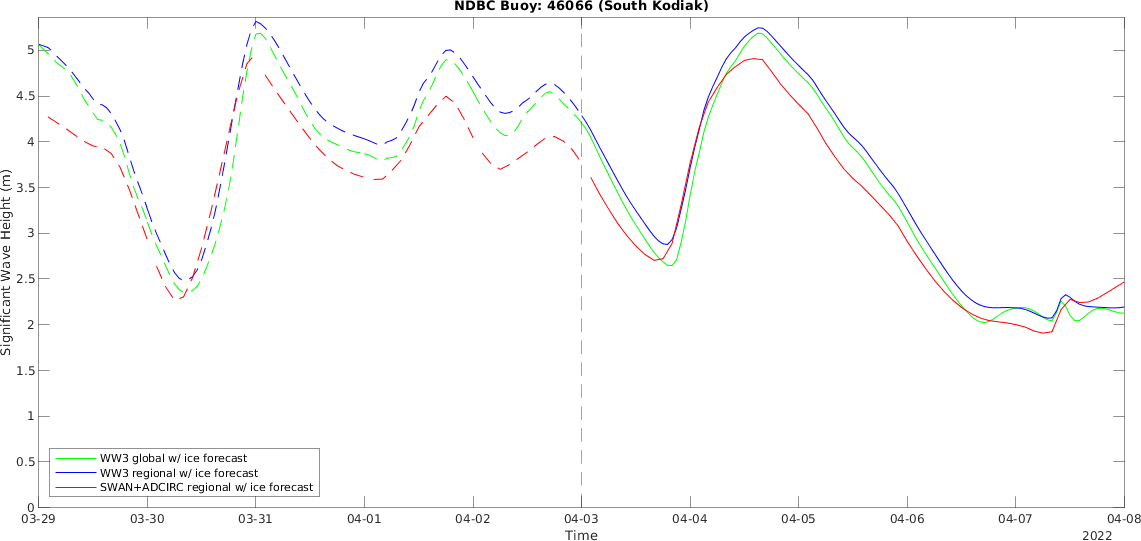 NDBC Buoy: 46066 (South Kodiak)
Significant Wave Height (m)
5
4.5
4
3.5
3
2.5
2
1.5
1
0.5
0
WW3 global w/ ice forecast
WW3 regional w/ ice forecast
SWAN+ADCIRC regional w/ ice forecast
03-29 03-30 03-31 04-01 04-02 04-03 04-04 04-05 04-06 04-07 04-08
Time
2022